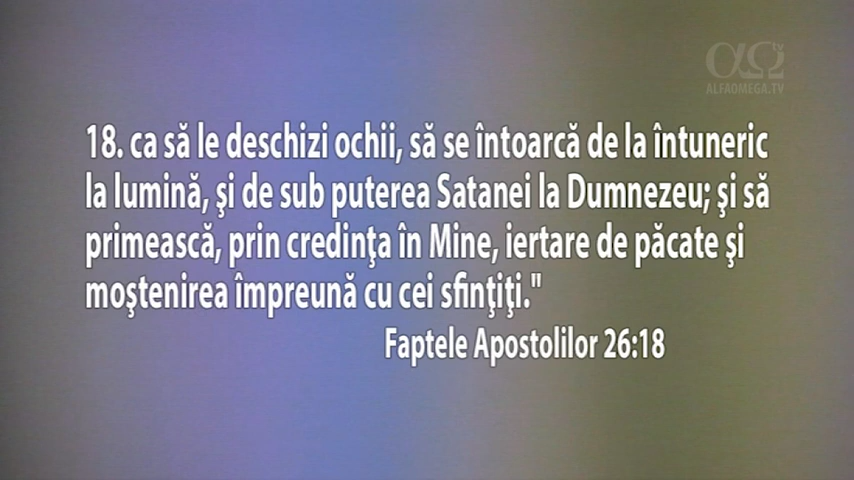 αΩ tv
ALFAOMEGA.TV
18. ca să le deschizi ochii, să se întoarcă de la întuneric
la lumină, şi de sub puterea Satanei la Dumnezeu; şi să
primească, prin credinţa în Mine, iertare de păcate şi
moştenirea împreună cu cei sfinţiţi."
Faptele Apostolilor 26:18